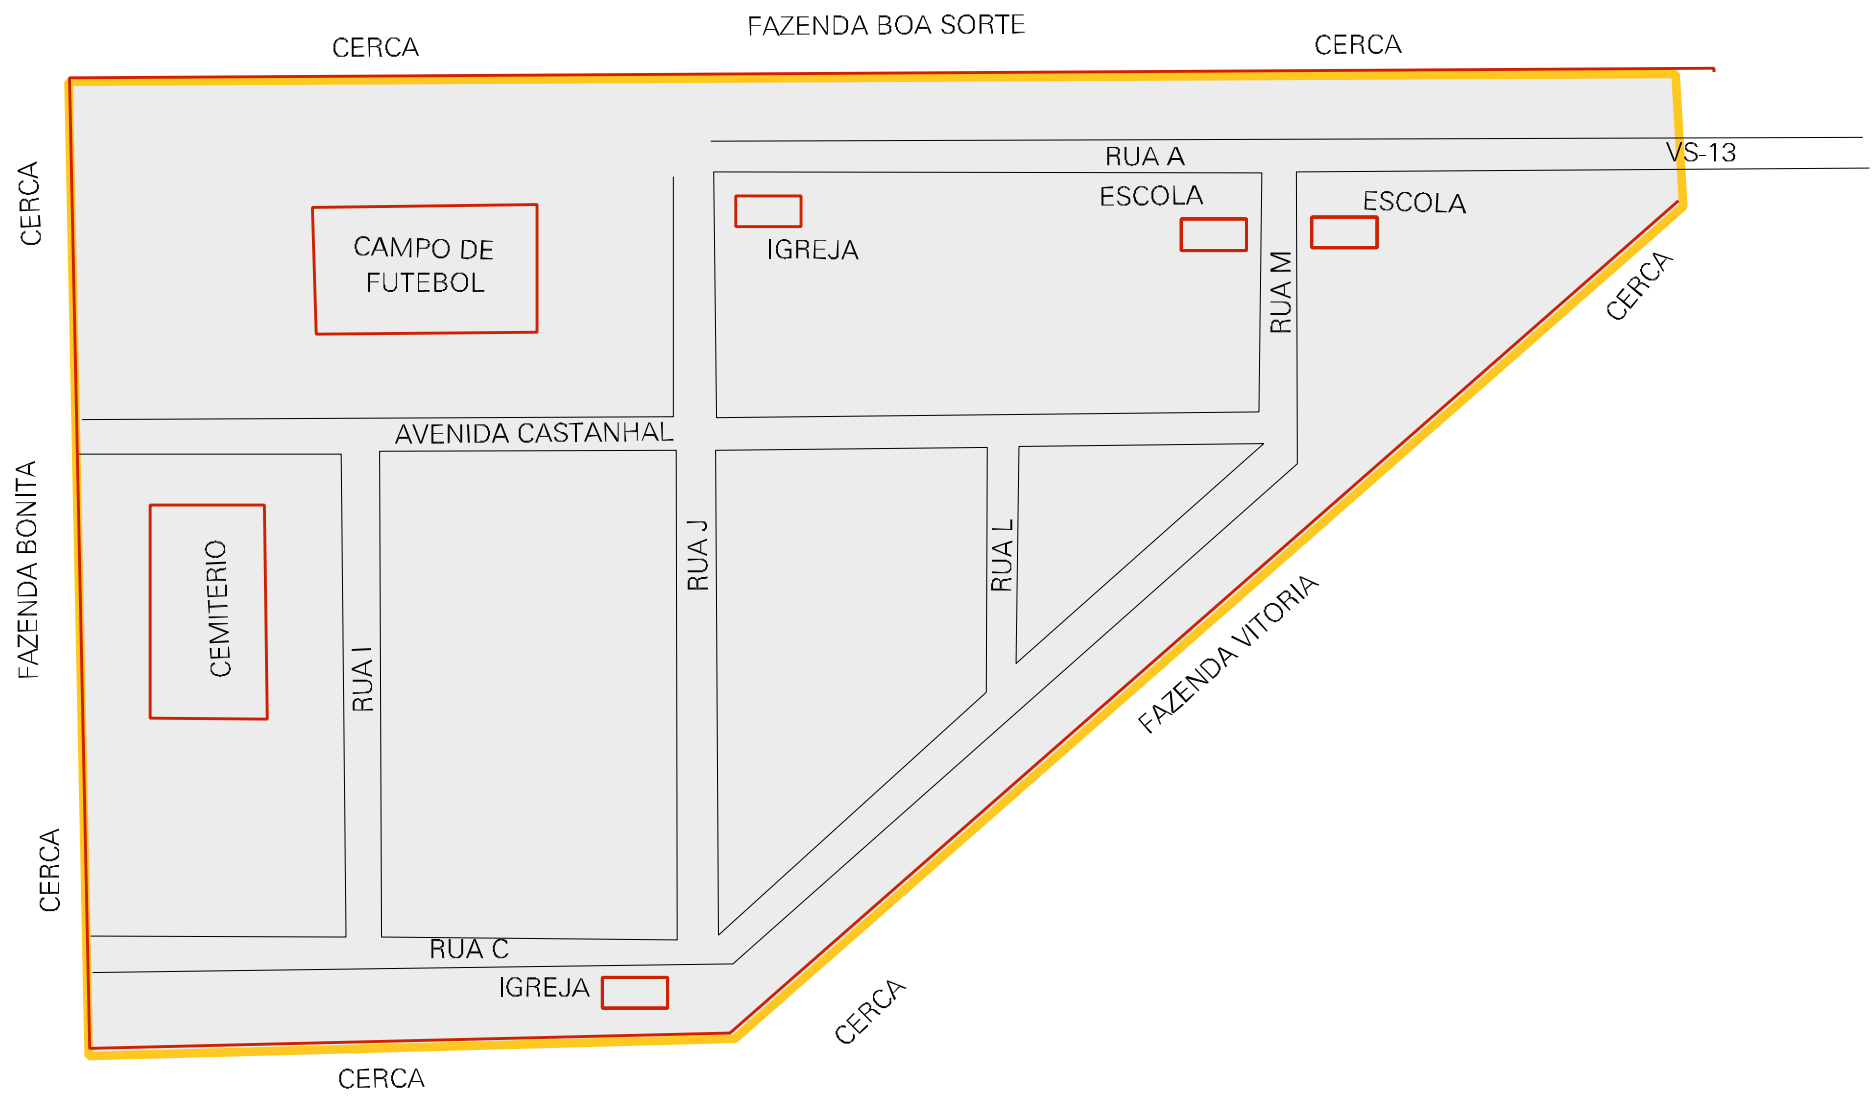 FAZENDA BOA SORTE
CERCA
CERCA
RUA A
VS-13
CERCA
ESCOLA
ESCOLA
CAMPO DE
FUTEBOL
IGREJA
RUA M
CERCA
AVENIDA CASTANHAL
FAZENDA BONITA
CEMITERIO
RUA I
RUA J
RUA L
FAZENDA VITORIA
CERCA
RUA C
IGREJA
CERCA
CERCA